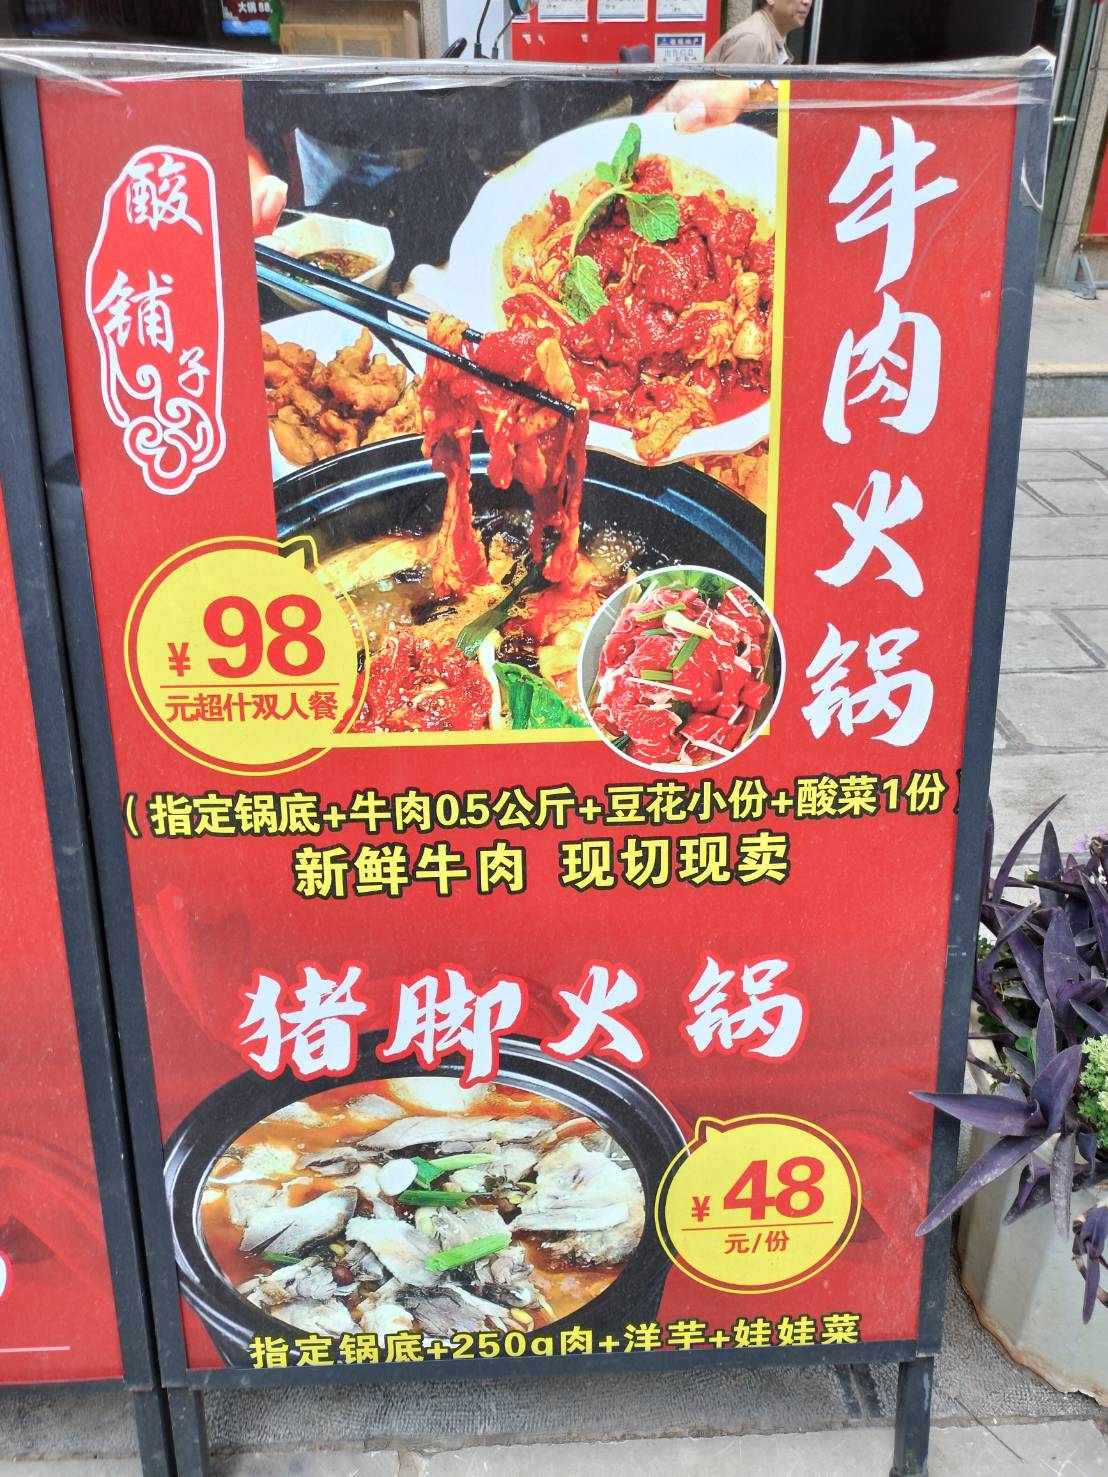 火锅 88
酸铺子
牛肉火锅
¥98
元超什双人餐
(指定锅底+牛肉0.5公斤+豆花小份+酸菜1份)
新鲜牛肉 现切现卖
猪脚火锅
¥48
元/份
指定锅底+250g肉+洋芋+娃娃菜